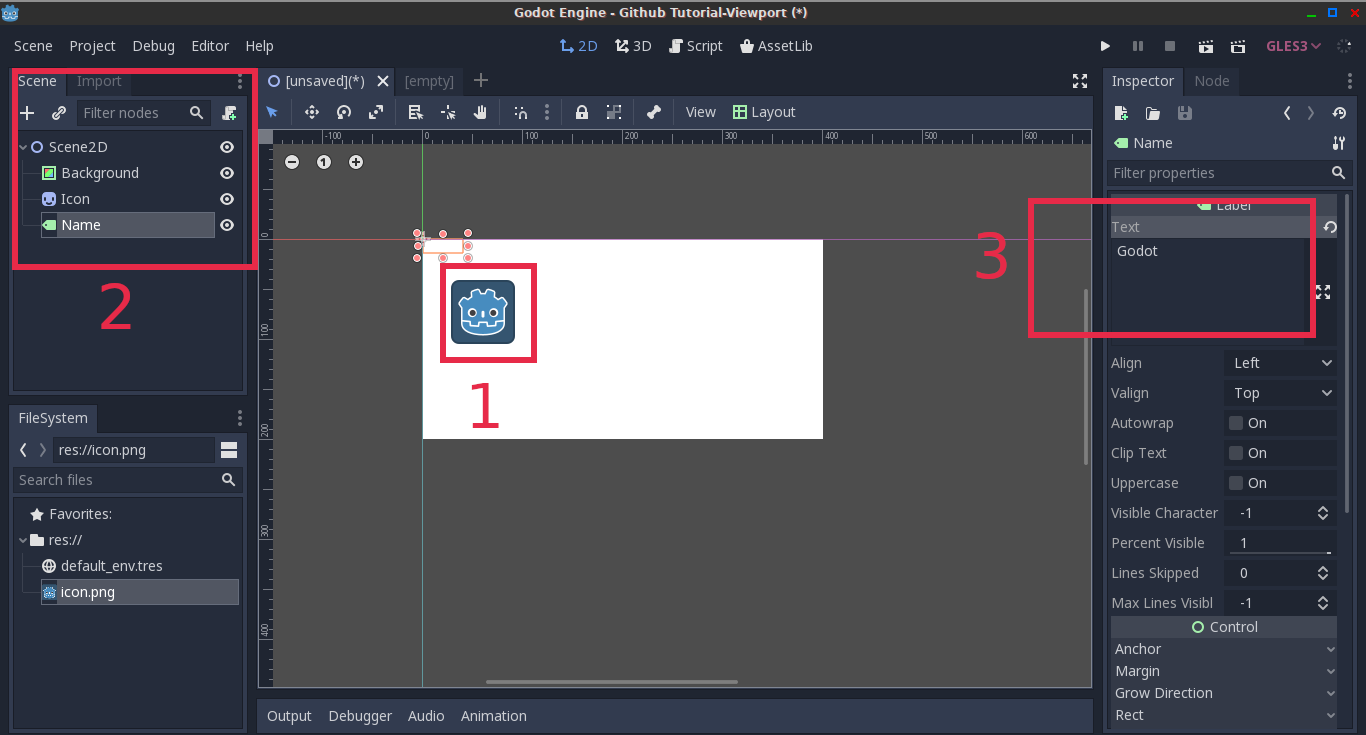 Godot Engine - Github Tutorial-Viewport (*)
Scene Project Debug Editor Help 2D 3D Script AssetLib GLES3
Scene Import
[unsaved](*) [empty]
Inspector Node
Filter nodes
View Layout
Name
Filter properties
Scene2D
Background
Icon
Name
2
-100 0 100 200 300 400 500 600
0
100
200
300
400
1
Label
Text
Godot
3
Align Left
Valign Top
Autowrap On
Clip Text On
Uppercase On
Visible Character -1
Percent Visible 1
Lines Skipped 0
Max Lines Visibl -1
Control
Anchor
Margin
Grow Direction
Rect
FileSystem
res://icon.png
Search files
Favorites:
res://
default_env.tres
icon.png
Output Debugger Audio Animation